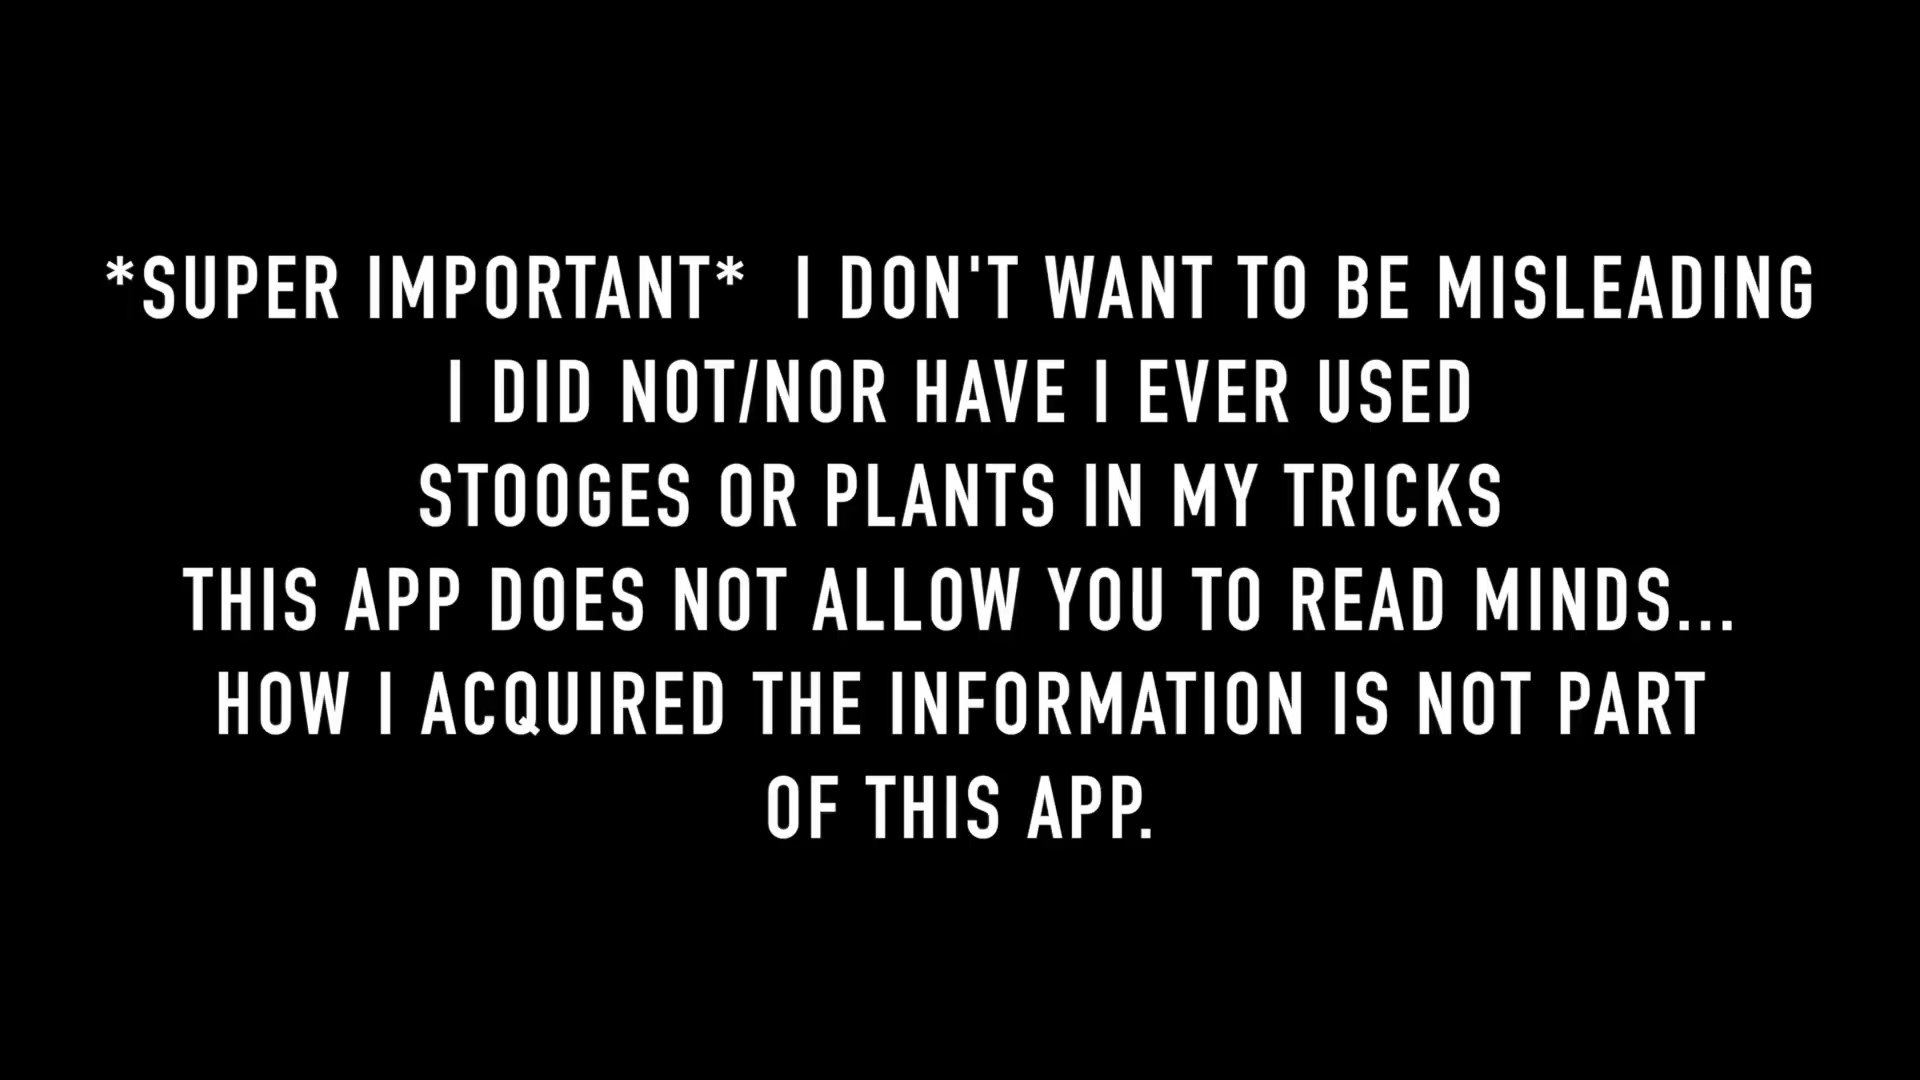 *SUPER IMPORTANT*  I DON'T WANT TO BE MISLEADING
I DID NOT/NOR HAVE I EVER USED
STOOGES OR PLANTS IN MY TRICKS
THIS APP DOES NOT ALLOW YOU TO READ MINDS...
HOW I ACQUIRED THE INFORMATION IS NOT PART
OF THIS APP.